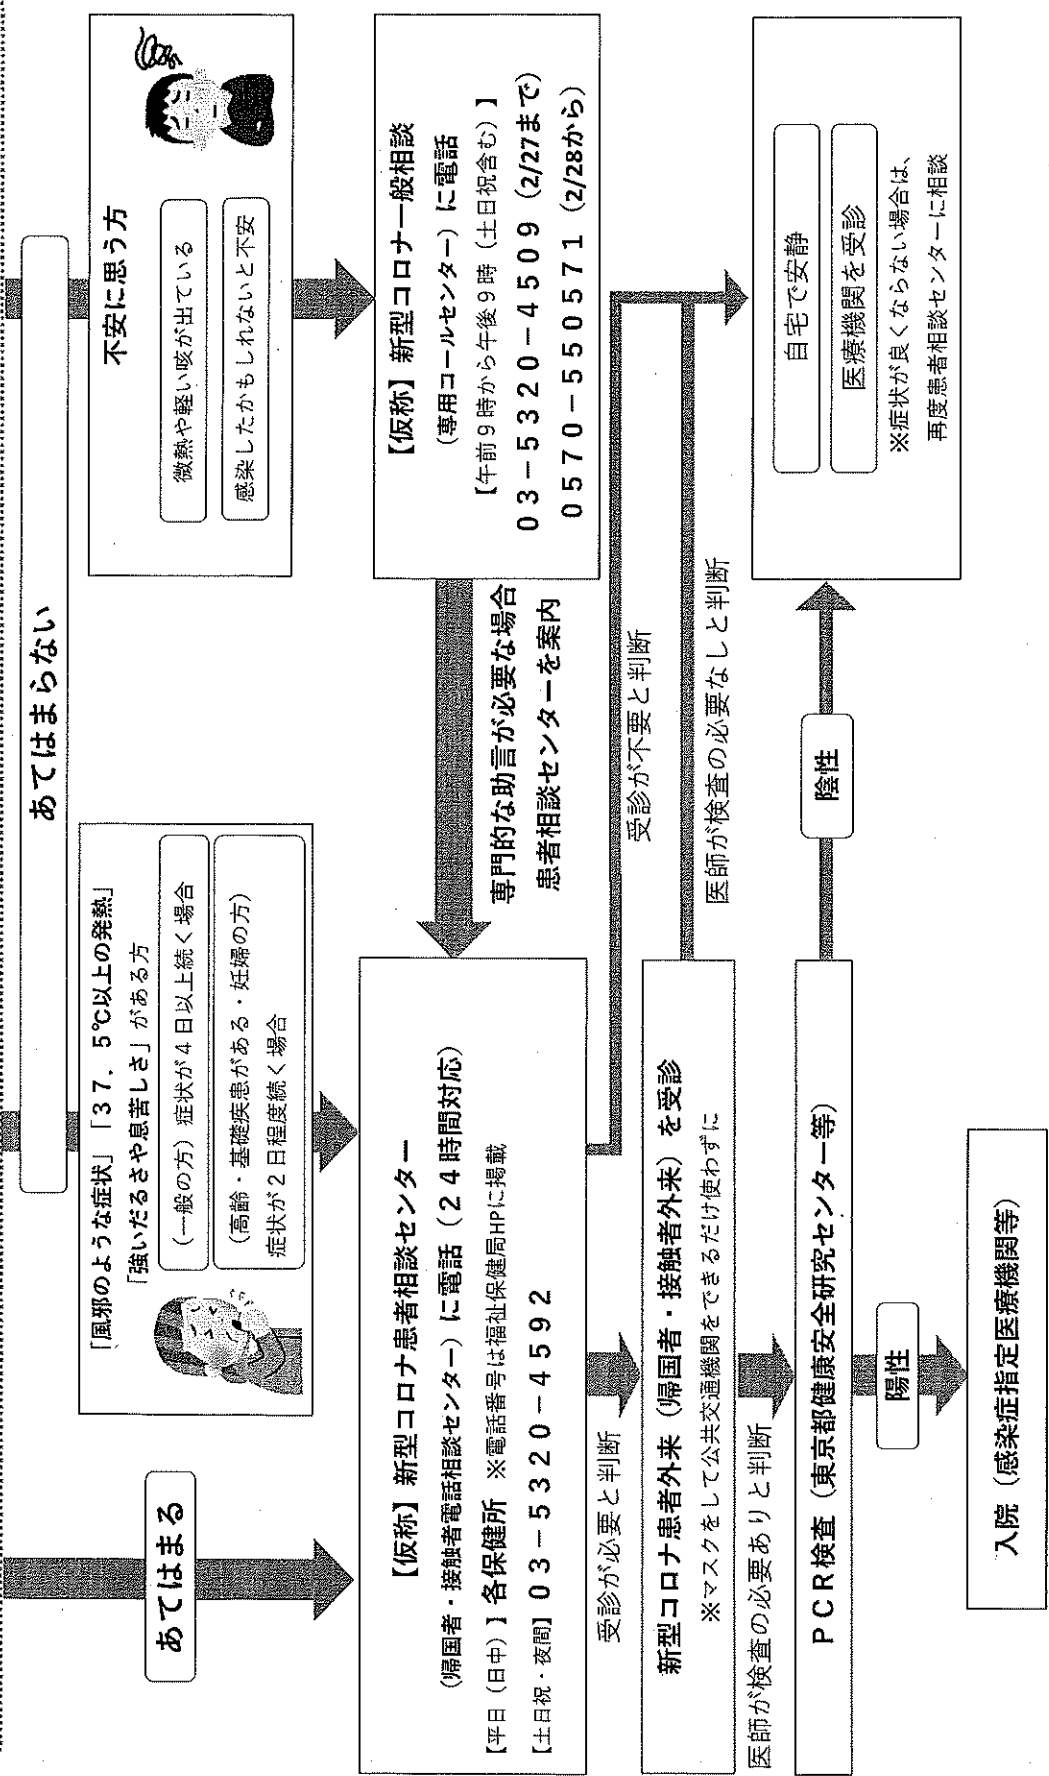 あてはまらない
あてはまる
「風邪のような症状」「37．5℃以上の発熱」
「強いだるさや息苦しさ」がある方
（一般の方）症状が4日以上続く場合
（高齢・基礎疾患がある・妊婦の方）
症状が2日程度続く場合
不安に思う方
微熱や軽い咳が出ている
感染したかもしれないと不安
【仮称】新型コロナ患者相談センター
（帰国者・接触者電話相談センター）に電話（24時間対応）
【平日（日中）】各保健所 ※電話番号は福祉保健局HPに掲載
【土日祝・夜間】03－5320－4592
【仮称】新型コロナ一般相談
（専用コールセンター）に電話
【午前9時から午後9時（土日祝含む）】
03－5320－4509（2/27まで）
0570－550571（2/28から）
専門的な助言が必要な場合
患者相談センターを案内
受診が必要と判断
受診が不要と判断
新型コロナ患者外来（帰国者・接触者外来）を受診
※マスクをして公共交通機関をできるだけ使わずに
医師が検査の必要なしと判断
医師が検査の必要ありと判断
PCR検査（東京都健康安全研究センター等）
陰性
陽性
自宅で安静
医療機関を受診
※症状が良くならない場合は、
再度患者相談センターに相談
入院（感染症指定医療機関等）